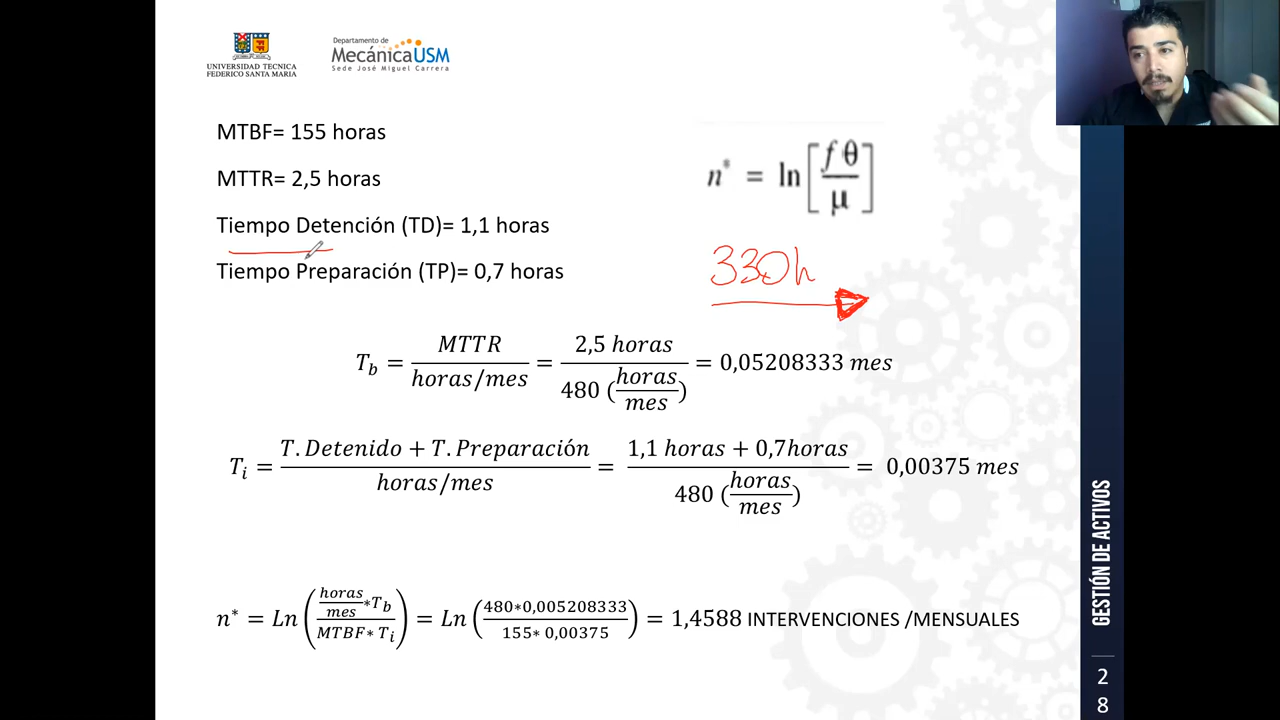 UNIVERSIDAD TECNICA
FEDERICO SANTA MARIA
Departamento de
MecánicaUSM
Sede José Miguel Carrera
MTBF= 155 horas
MTTR= 2,5 horas
Tiempo Detención (TD)= 1,1 horas
Tiempo Preparación (TP)= 0,7 horas
n* = ln[fθ/μ]
330h
T_b = MTTR / horas/mes = 2,5 horas / 480 (horas/mes) = 0,05208333 mes
T_i = T. Detenido + T. Preparación / horas/mes = 1,1 horas + 0,7horas / 480 (horas/mes) = 0,00375 mes
n* = Ln (horas/mes * T_b / MTBF* T_i) = Ln (480*0,005208333 / 155* 0,00375) = 1,4588 INTERVENCIONES /MENSUALES
GESTIÓN DE ACTIVOS
2
8